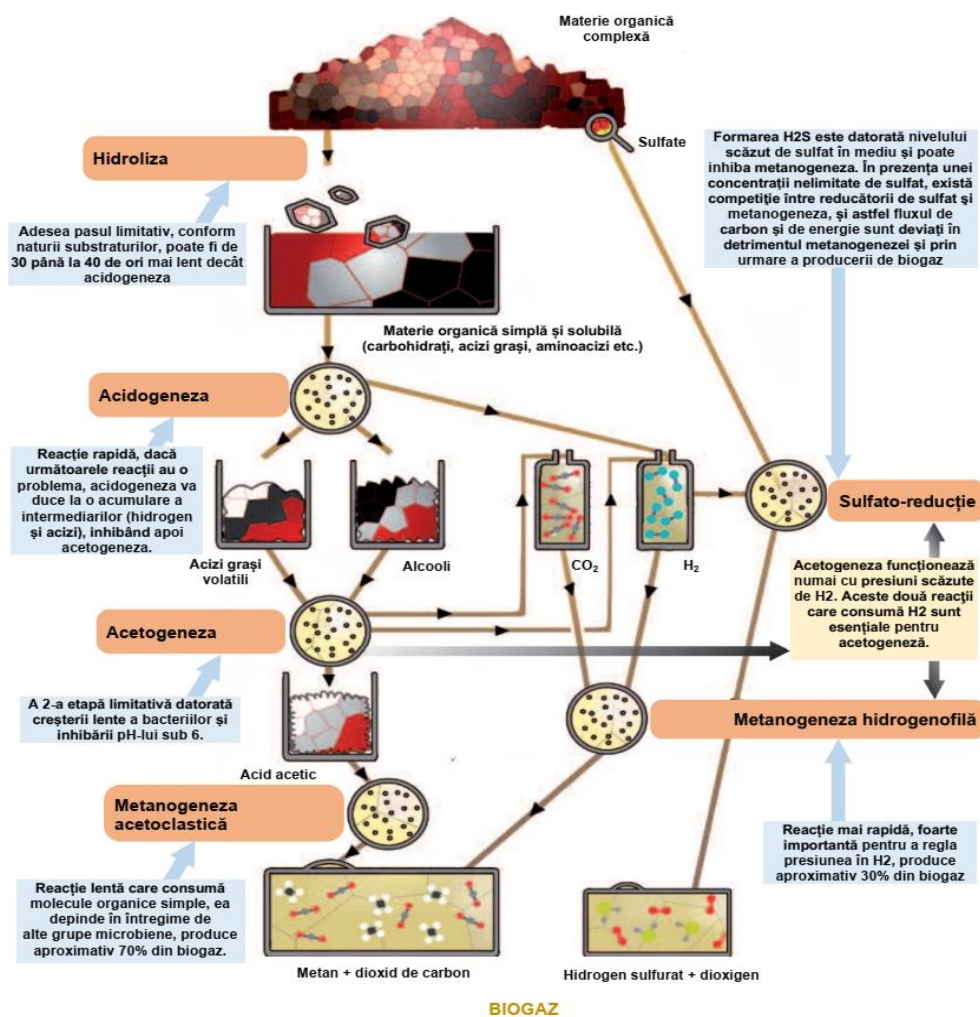 Materie organică
complexă
Sulfate
Hidroliza
Adesea pasul limitativ, conform
naturii substraturilor, poate fi de
30 până la 40 de ori mai lent decât
acidogeneza
Formarea H2S este datorată nivelului
scăzut de sulfat în mediu și poate
inhiba metanogeneza. În prezența unei
concentrații nelimitate de sulfat, există
competiție între reducătorii de sulfat și
metanogeneza, și astfel fluxul de
carbon și de energie sunt deviați în
detrimentul metanogenezei și prin
urmare a producerii de biogaz
Materie organică simplă și solubilă
(carbohidrați, acizi grași, aminoacizi etc.)
Acidogeneza
Reacție rapidă, dacă
următoarele reacții au o
problema, acidogeneza va
duce la o acumulare a
intermediarilor (hidrogen
și acizi), inhibând apoi
acetogeneza.
Acizi grași
volatili
Alcooli
CO₂
H₂
Sulfato-reducție
Acetogeneza funcționează
numai cu presiuni scăzute
de H2. Aceste două reacții
care consumă H2 sunt
esențiale pentru
acetogeneză.
Acetogeneza
A 2-a etapă limitativă datorată
creșterii lente a bacteriilor și
inhibării pH-lui sub 6.
Acid acetic
Metanogeneza hidrogenofilă
Metanogeneza
acetoclastică
Reacție mai rapidă, foarte
importantă pentru a regla
presiunea în H2, produce
aproximativ 30% din biogaz
Reacție lentă care consumă
molecule organice simple, ea
depinde în întregime de
alte grupe microbiene, produce
aproximativ 70% din biogaz.
Metan + dioxid de carbon
Hidrogen sulfurat + dioxigen
BIOGAZ